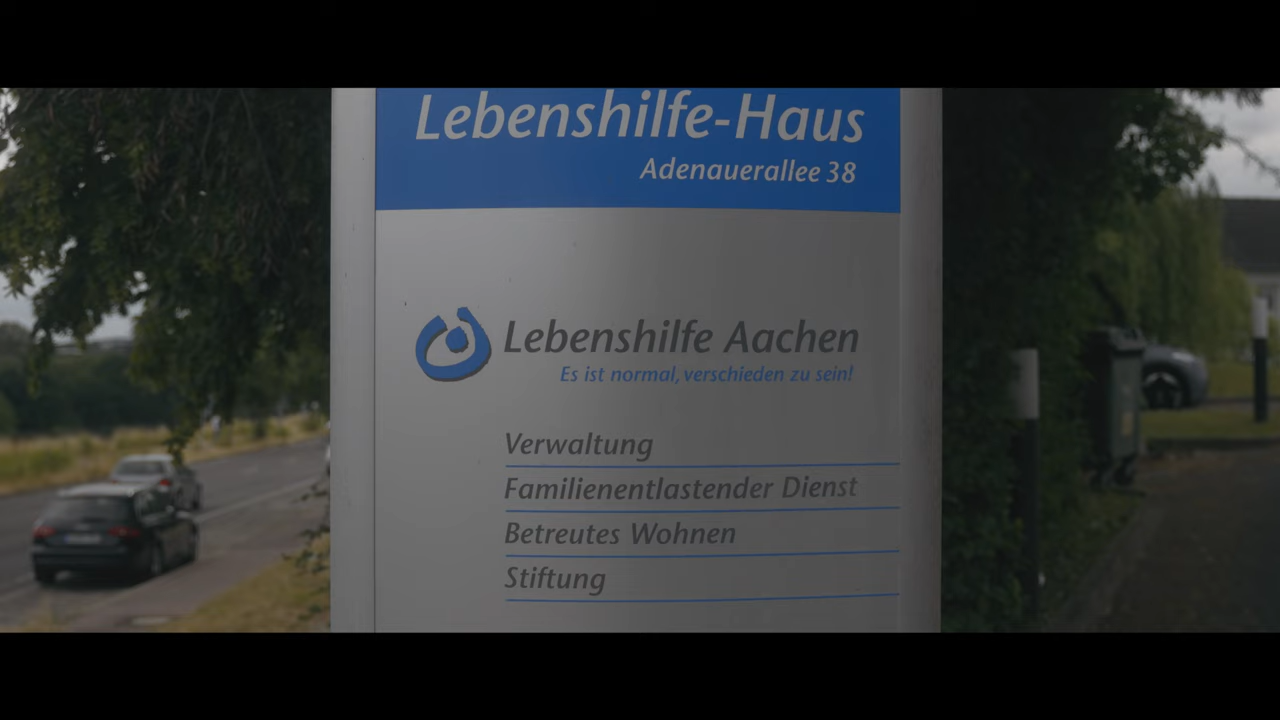 Lebenshilfe-Haus
Adenauerallee 38
Lebenshilfe Aachen
Es ist normal, verschieden zu sein!
Verwaltung
Familienentlastender Dienst
Betreutes Wohnen
Stiftung